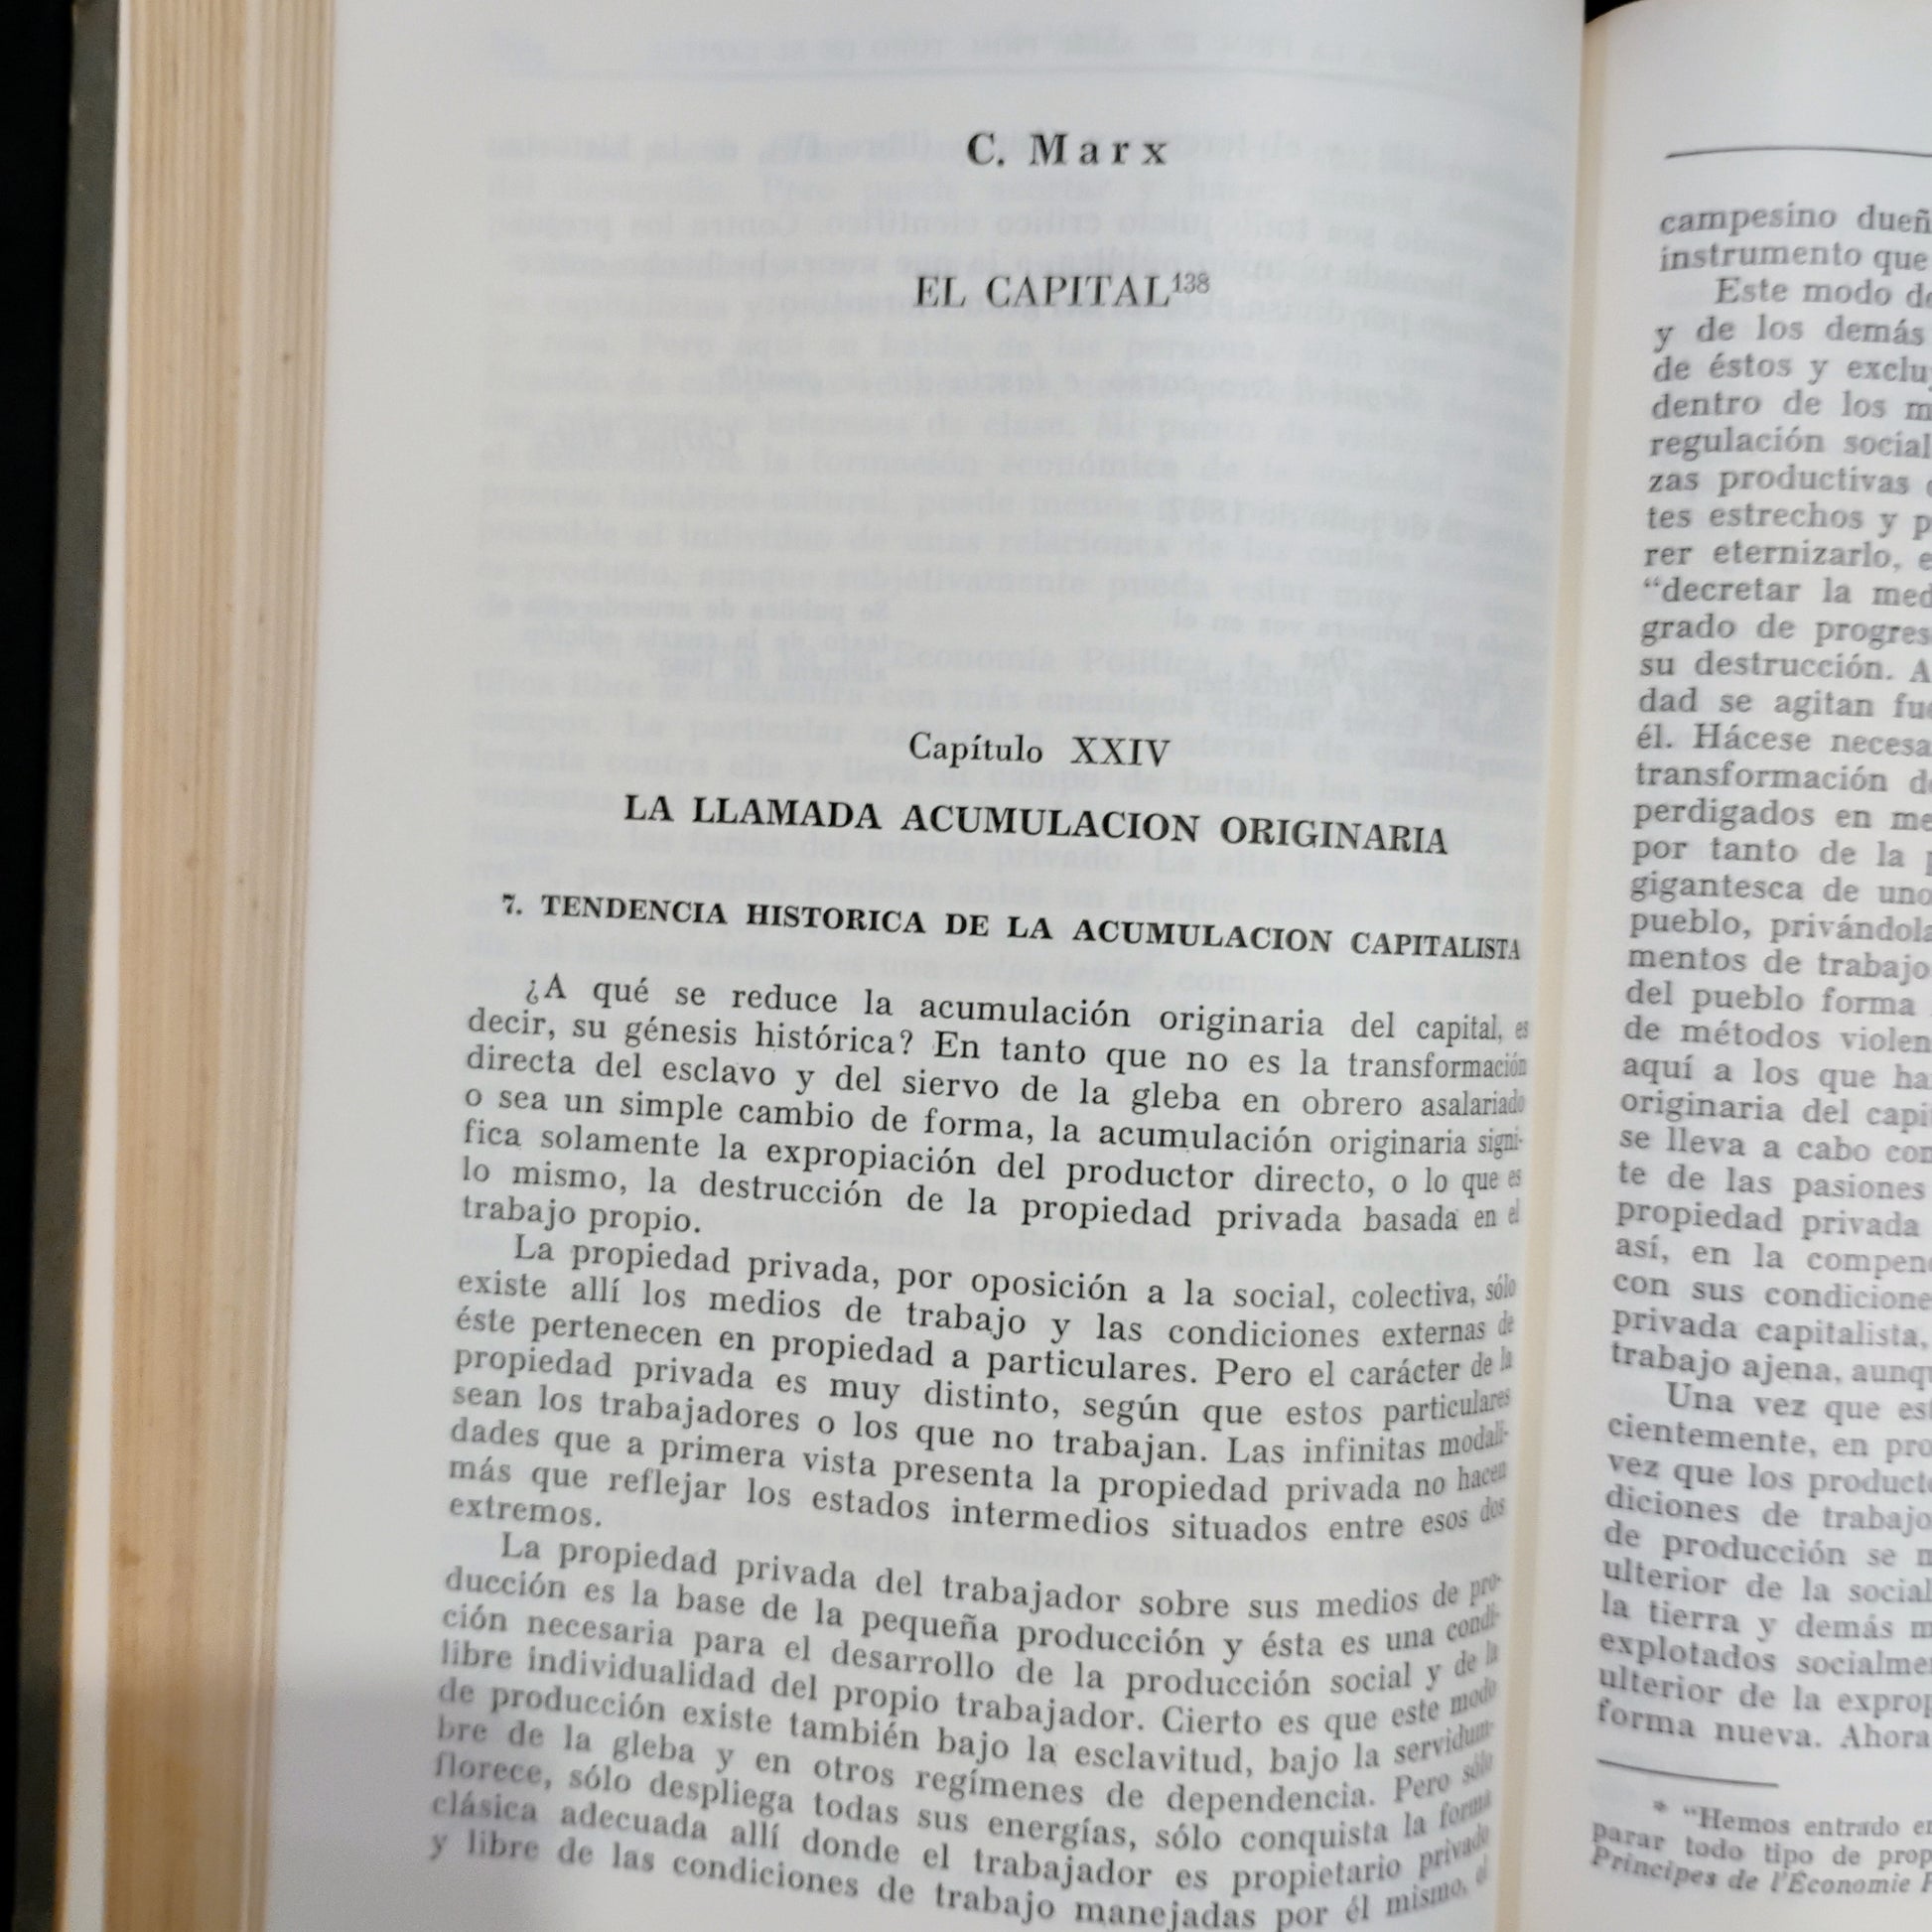 C. Marx
EL CAPITAL¹³⁸
Capítulo XXIV
LA LLAMADA ACUMULACION ORIGINARIA
7. TENDENCIA HISTORICA DE LA ACUMULACION CAPITALISTA
¿A qué se reduce la acumulación originaria del capital, es
decir, su génesis histórica? En tanto que no es la transformación
directa del esclavo y del siervo de la gleba en obrero asalariado
o sea un simple cambio de forma, la acumulación originaria signi-
fica solamente la expropiación del productor directo, o lo que es
lo mismo, la destrucción de la propiedad privada basada en el
trabajo propio.
La propiedad privada, por oposición a la social, colectiva, sólo
existe allí los medios de trabajo y las condiciones externas de
éste pertenecen en propiedad a particulares. Pero el carácter de la
propiedad privada es muy distinto, según que estos particulares
sean los trabajadores o los que no trabajan. Las infinitas modali-
dades que a primera vista presenta la propiedad privada no hacen
más que reflejar los estados intermedios situados entre esos dos
extremos.
La propiedad privada del trabajador sobre sus medios de pro-
ducción es la base de la pequeña producción y ésta es una condi-
ción necesaria para el desarrollo de la producción social y de la
libre individualidad del propio trabajador. Cierto es que este modo
de producción existe también bajo la esclavitud, bajo la servidum-
bre de la gleba y en otros regímenes de dependencia. Pero sólo
florece, sólo despliega todas sus energías, sólo conquista la forma
clásica adecuada allí donde el trabajador es propietario privado
y libre de las condiciones de trabajo manejadas por él mismo, el
campesino dueñ
instrumento que
Este modo de
y de los demás
de éstos y exclu
dentro de los m
regulación social
zas productivas
tes estrechos y p
rer eternizarlo, e
“decretar la med
grado de progres
su destrucción. A
dad se agitan fue
él. Hácese necesa
transformación de
perdigados en me
por tanto de la p
gigantesca de uno
pueblo, privándola
mentos de trabajo
del pueblo forma
de métodos violen
aquí a los que ha
originaria del capi
se lleva a cabo con
te de las pasiones
propiedad privada
así, en la compen
con sus condicione
privada capitalista,
trabajo ajena, aunq
Una vez que est
cientemente, en pro
vez que los producto
diciones de trabajo
de producción se m
ulterior de la social
la tierra y demás m
explotados socialme
ulterior de la exprop
forma nueva. Ahora
* “Hemos entrado en
parar todo tipo de prop
Principes de l'Économie P